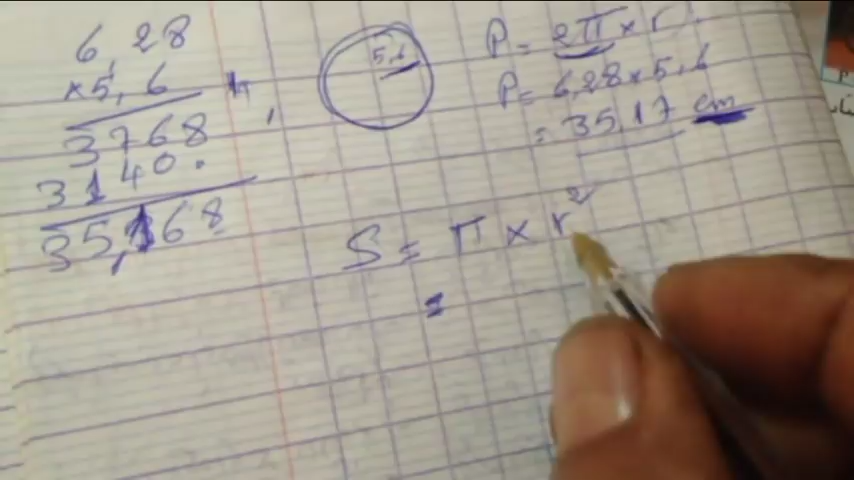 6,28
×5,6
3768
3140.
35,168
5,6
P = 2π × r
P = 6,28 × 5,6
= 35,17 cm
S = π × r²
=